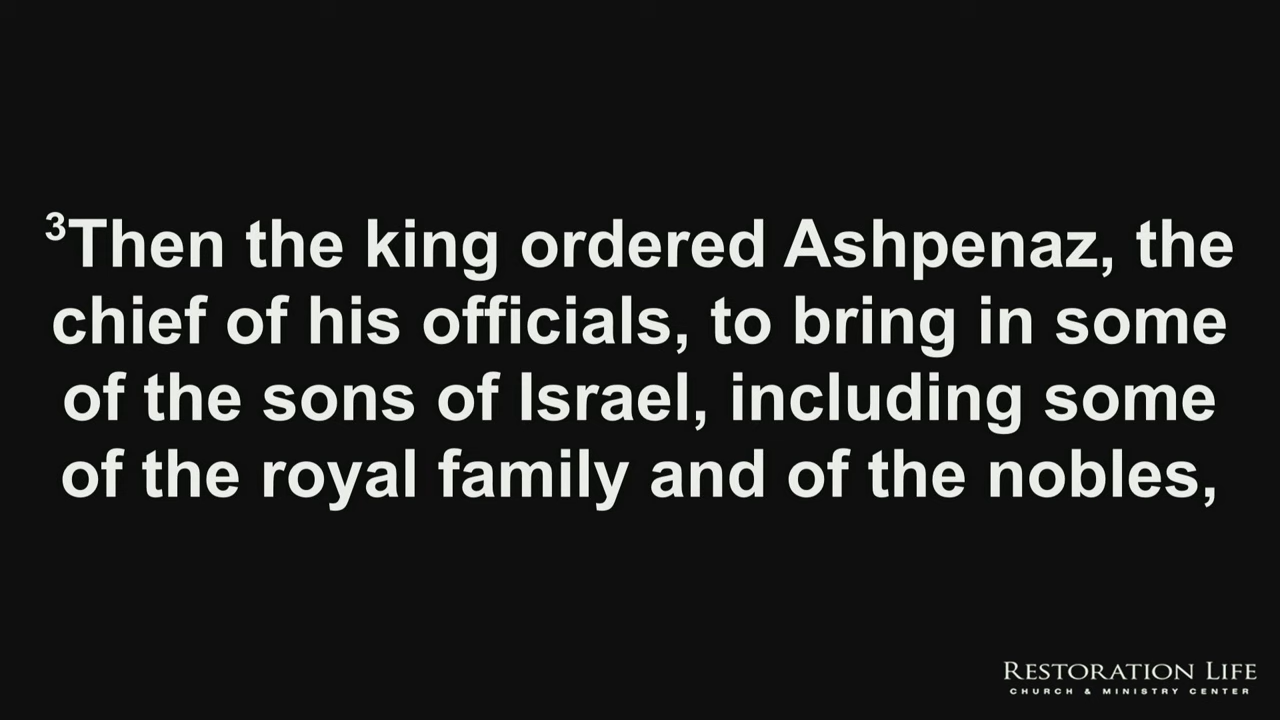 ³Then the king ordered Ashpenaz, the
chief of his officials, to bring in some
of the sons of Israel, including some
of the royal family and of the nobles,
RESTORATION LIFE
CHURCH & MINISTRY CENTER